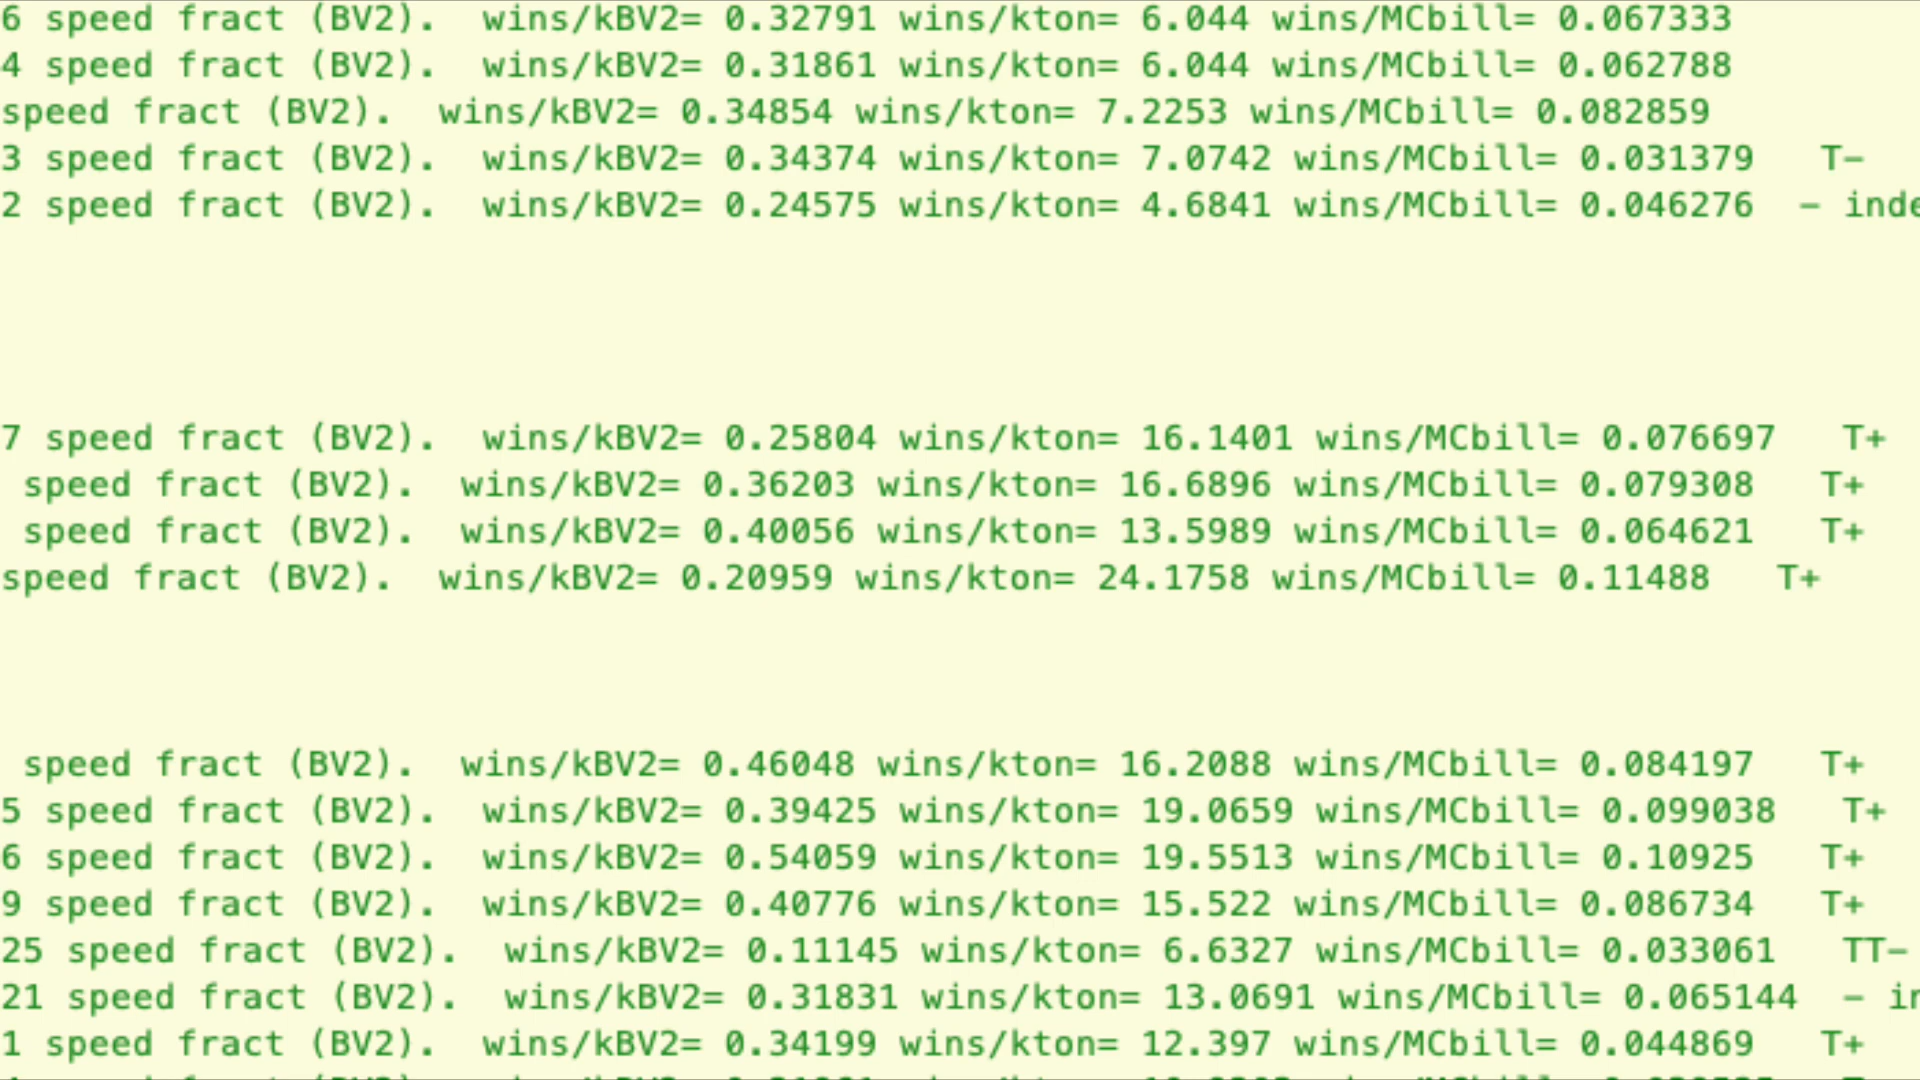 6 speed fract (BV2).  wins/kBV2= 0.32791 wins/kton= 6.044 wins/MCbill= 0.067333
4 speed fract (BV2).  wins/kBV2= 0.31861 wins/kton= 6.044 wins/MCbill= 0.062788
speed fract (BV2).  wins/kBV2= 0.34854 wins/kton= 7.2253 wins/MCbill= 0.082859
3 speed fract (BV2).  wins/kBV2= 0.34374 wins/kton= 7.0742 wins/MCbill= 0.031379   T-
2 speed fract (BV2).  wins/kBV2= 0.24575 wins/kton= 4.6841 wins/MCbill= 0.046276  - inde
7 speed fract (BV2).  wins/kBV2= 0.25804 wins/kton= 16.1401 wins/MCbill= 0.076697   T+
speed fract (BV2).  wins/kBV2= 0.36203 wins/kton= 16.6896 wins/MCbill= 0.079308   T+
speed fract (BV2).  wins/kBV2= 0.40056 wins/kton= 13.5989 wins/MCbill= 0.064621   T+
speed fract (BV2).  wins/kBV2= 0.20959 wins/kton= 24.1758 wins/MCbill= 0.11488   T+
speed fract (BV2).  wins/kBV2= 0.46048 wins/kton= 16.2088 wins/MCbill= 0.084197   T+
5 speed fract (BV2).  wins/kBV2= 0.39425 wins/kton= 19.0659 wins/MCbill= 0.099038   T+
6 speed fract (BV2).  wins/kBV2= 0.54059 wins/kton= 19.5513 wins/MCbill= 0.10925   T+
9 speed fract (BV2).  wins/kBV2= 0.40776 wins/kton= 15.522 wins/MCbill= 0.086734   T+
25 speed fract (BV2).  wins/kBV2= 0.11145 wins/kton= 6.6327 wins/MCbill= 0.033061   TT-
21 speed fract (BV2).  wins/kBV2= 0.31831 wins/kton= 13.0691 wins/MCbill= 0.065144  - in
1 speed fract (BV2).  wins/kBV2= 0.34199 wins/kton= 12.397 wins/MCbill= 0.044869   T+